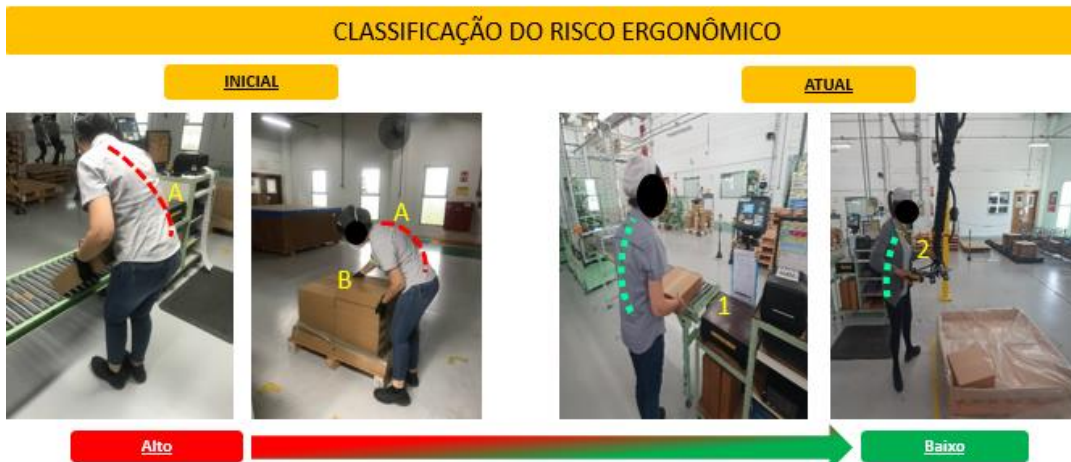 CLASSIFICAÇÃO DO RISCO ERGONÔMICO
INICIAL
ATUAL
A
A
B
1
2
Alto
Baixo